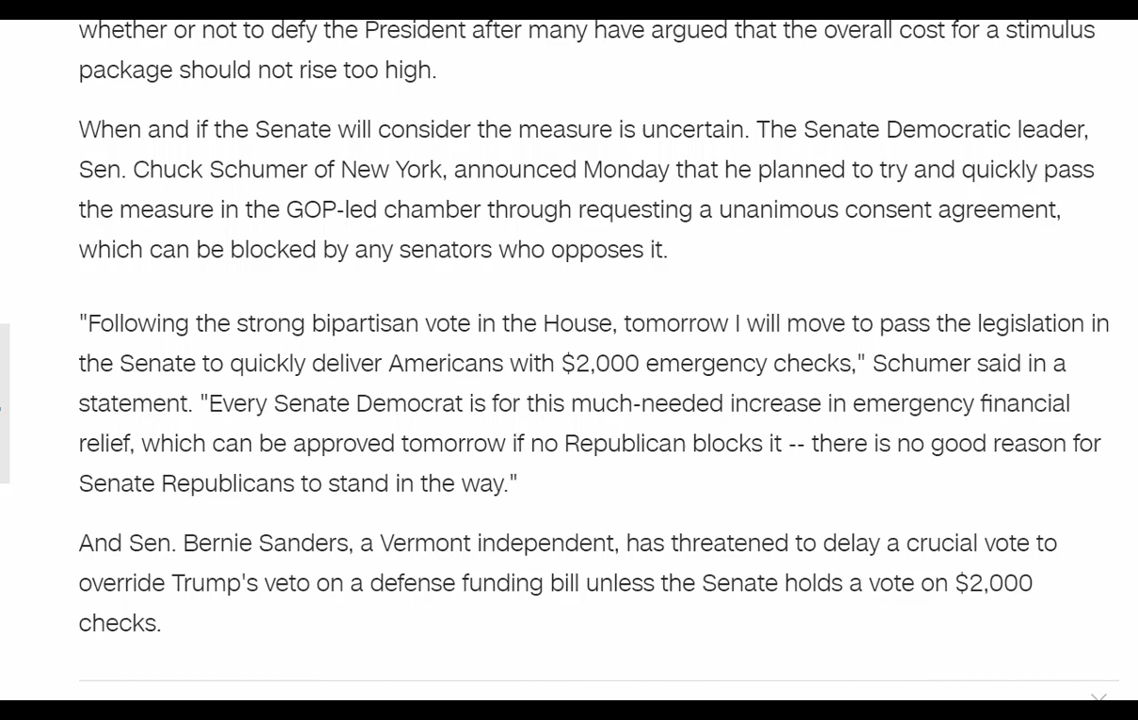 whether or not to defy the President after many have argued that the overall cost for a stimulus
package should not rise too high.
When and if the Senate will consider the measure is uncertain. The Senate Democratic leader,
Sen. Chuck Schumer of New York, announced Monday that he planned to try and quickly pass
the measure in the GOP-led chamber through requesting a unanimous consent agreement,
which can be blocked by any senators who opposes it.
"Following the strong bipartisan vote in the House, tomorrow I will move to pass the legislation in
the Senate to quickly deliver Americans with $2,000 emergency checks," Schumer said in a
statement. "Every Senate Democrat is for this much-needed increase in emergency financial
relief, which can be approved tomorrow if no Republican blocks it -- there is no good reason for
Senate Republicans to stand in the way."
And Sen. Bernie Sanders, a Vermont independent, has threatened to delay a crucial vote to
override Trump's veto on a defense funding bill unless the Senate holds a vote on $2,000
checks.